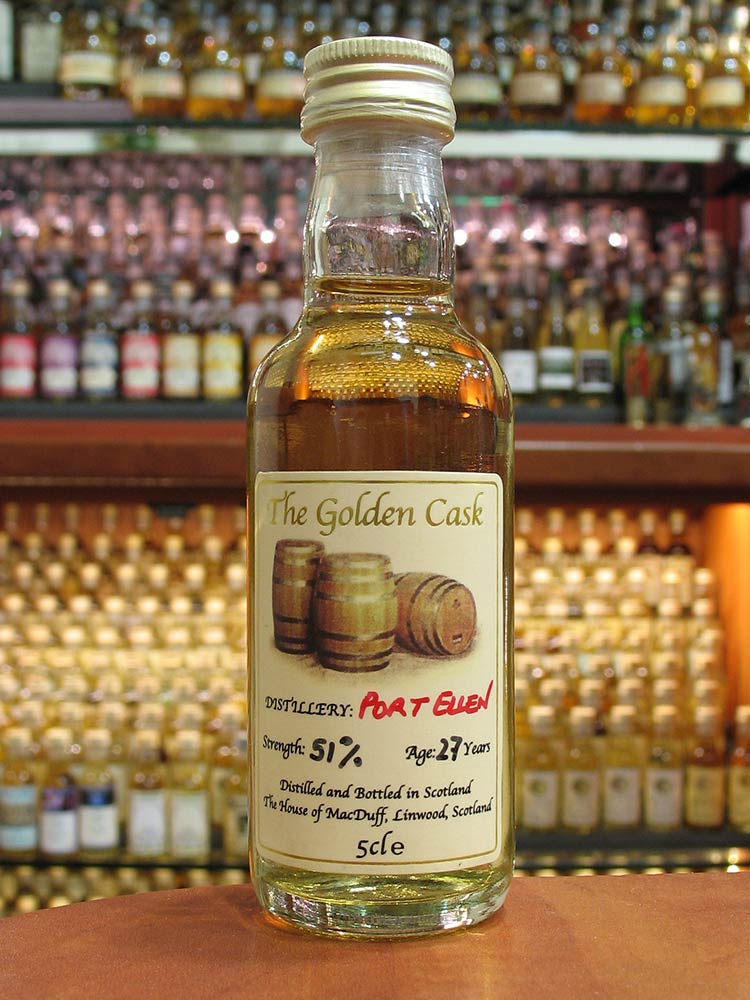 The Golden Cask
DISTILLERY: PORT ELLEN
Strength: 51% Age: 27 Years
Distilled and Bottled in Scotland
The House of MacDuff, Linwood, Scotland
5cl e